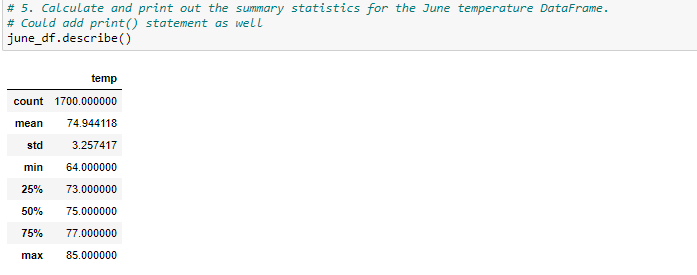 # 5. Calculate and print out the summary statistics for the June temperature DataFrame.
# Could add print() statement as well
june_df.describe()
temp
count 1700.000000
mean 74.944118
std 3.257417
min 64.000000
25% 73.000000
50% 75.000000
75% 77.000000
max 85.000000